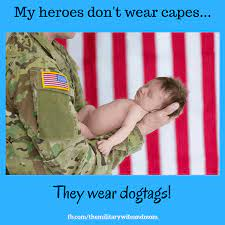 My heroes don't wear capes...
They wear dogtags!
fb.com/themilitarywifeandmom